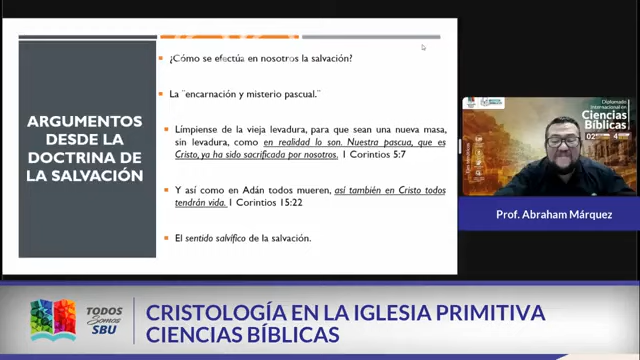 ARGUMENTOS
DESDE LA
DOCTRINA DE
LA SALVACIÓN
¿Cómo se efectúa en nosotros la salvación?
La ¨encarnación y misterio pascual.¨
Límpiense de la vieja levadura, para que sean una nueva masa,
sin levadura, como en realidad lo son. Nuestra pascua, que es
Cristo, ya ha sido sacrificada por nosotros. 1 Corintios 5:7
Y así como en Adán todos mueren, así también en Cristo todos
tendrán vida. 1 Corintios 15:22
El sentido salvífico de la salvación.
Diplomado
Internacional en
Ciencias
Bíblicas
Prof. Abraham Márquez
TODOS
Somos
SBU
CRISTOLOGÍA EN LA IGLESIA PRIMITIVA
CIENCIAS BÍBLICAS